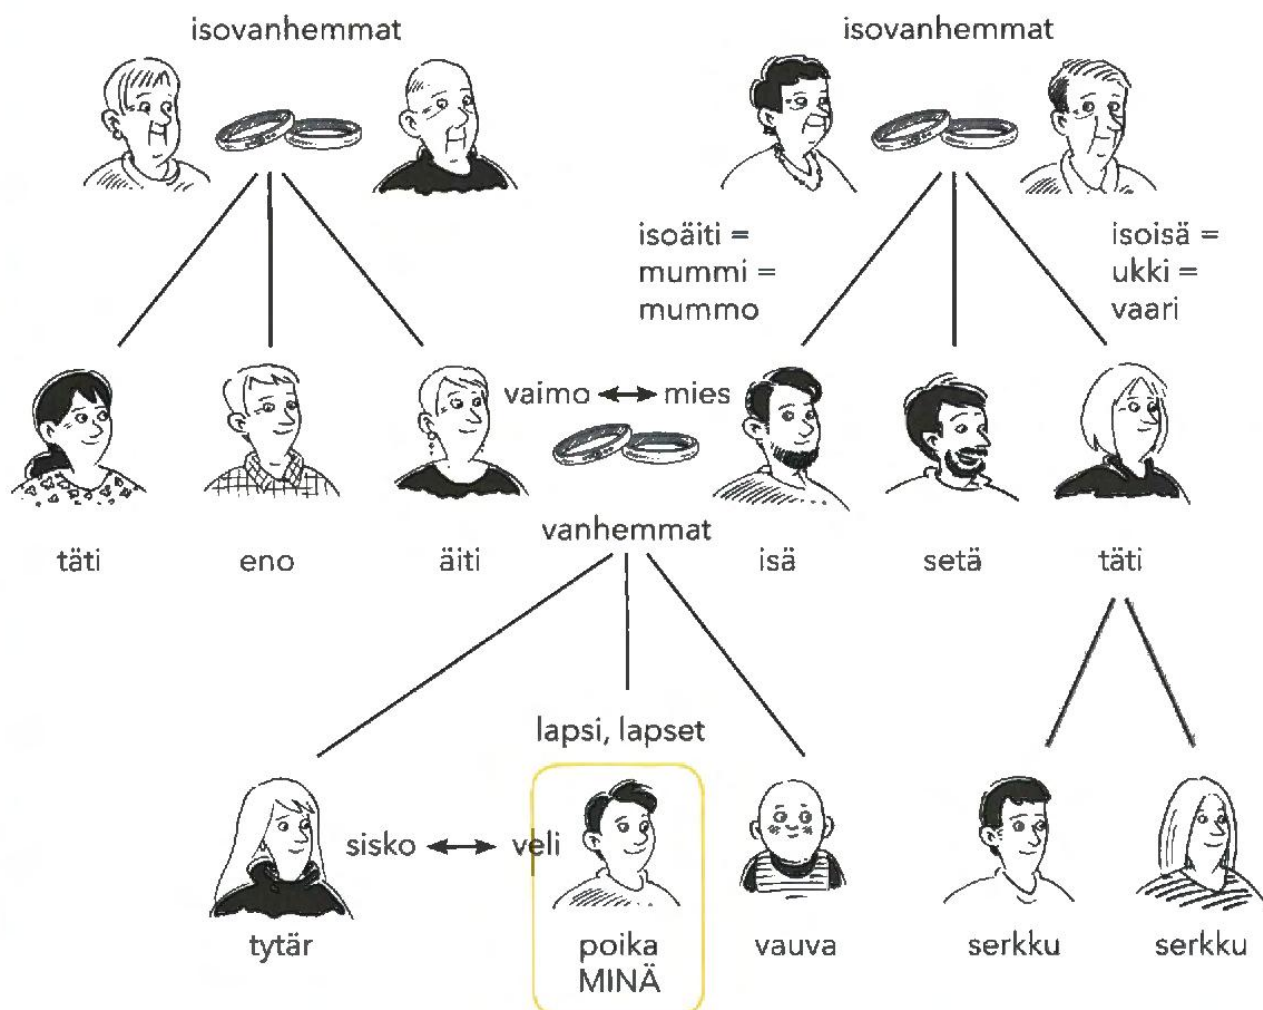 isovanhemmat
isovanhemmat
isoäiti =
mummi =
mummo
isoisä =
ukki =
vaari
vaimo ↔ mies
vanhemmat
täti
eno
äiti
isä
setä
täti
lapsi, lapset
sisko ↔ veli
tytär
poika
MINÄ
vauva
serkku
serkku